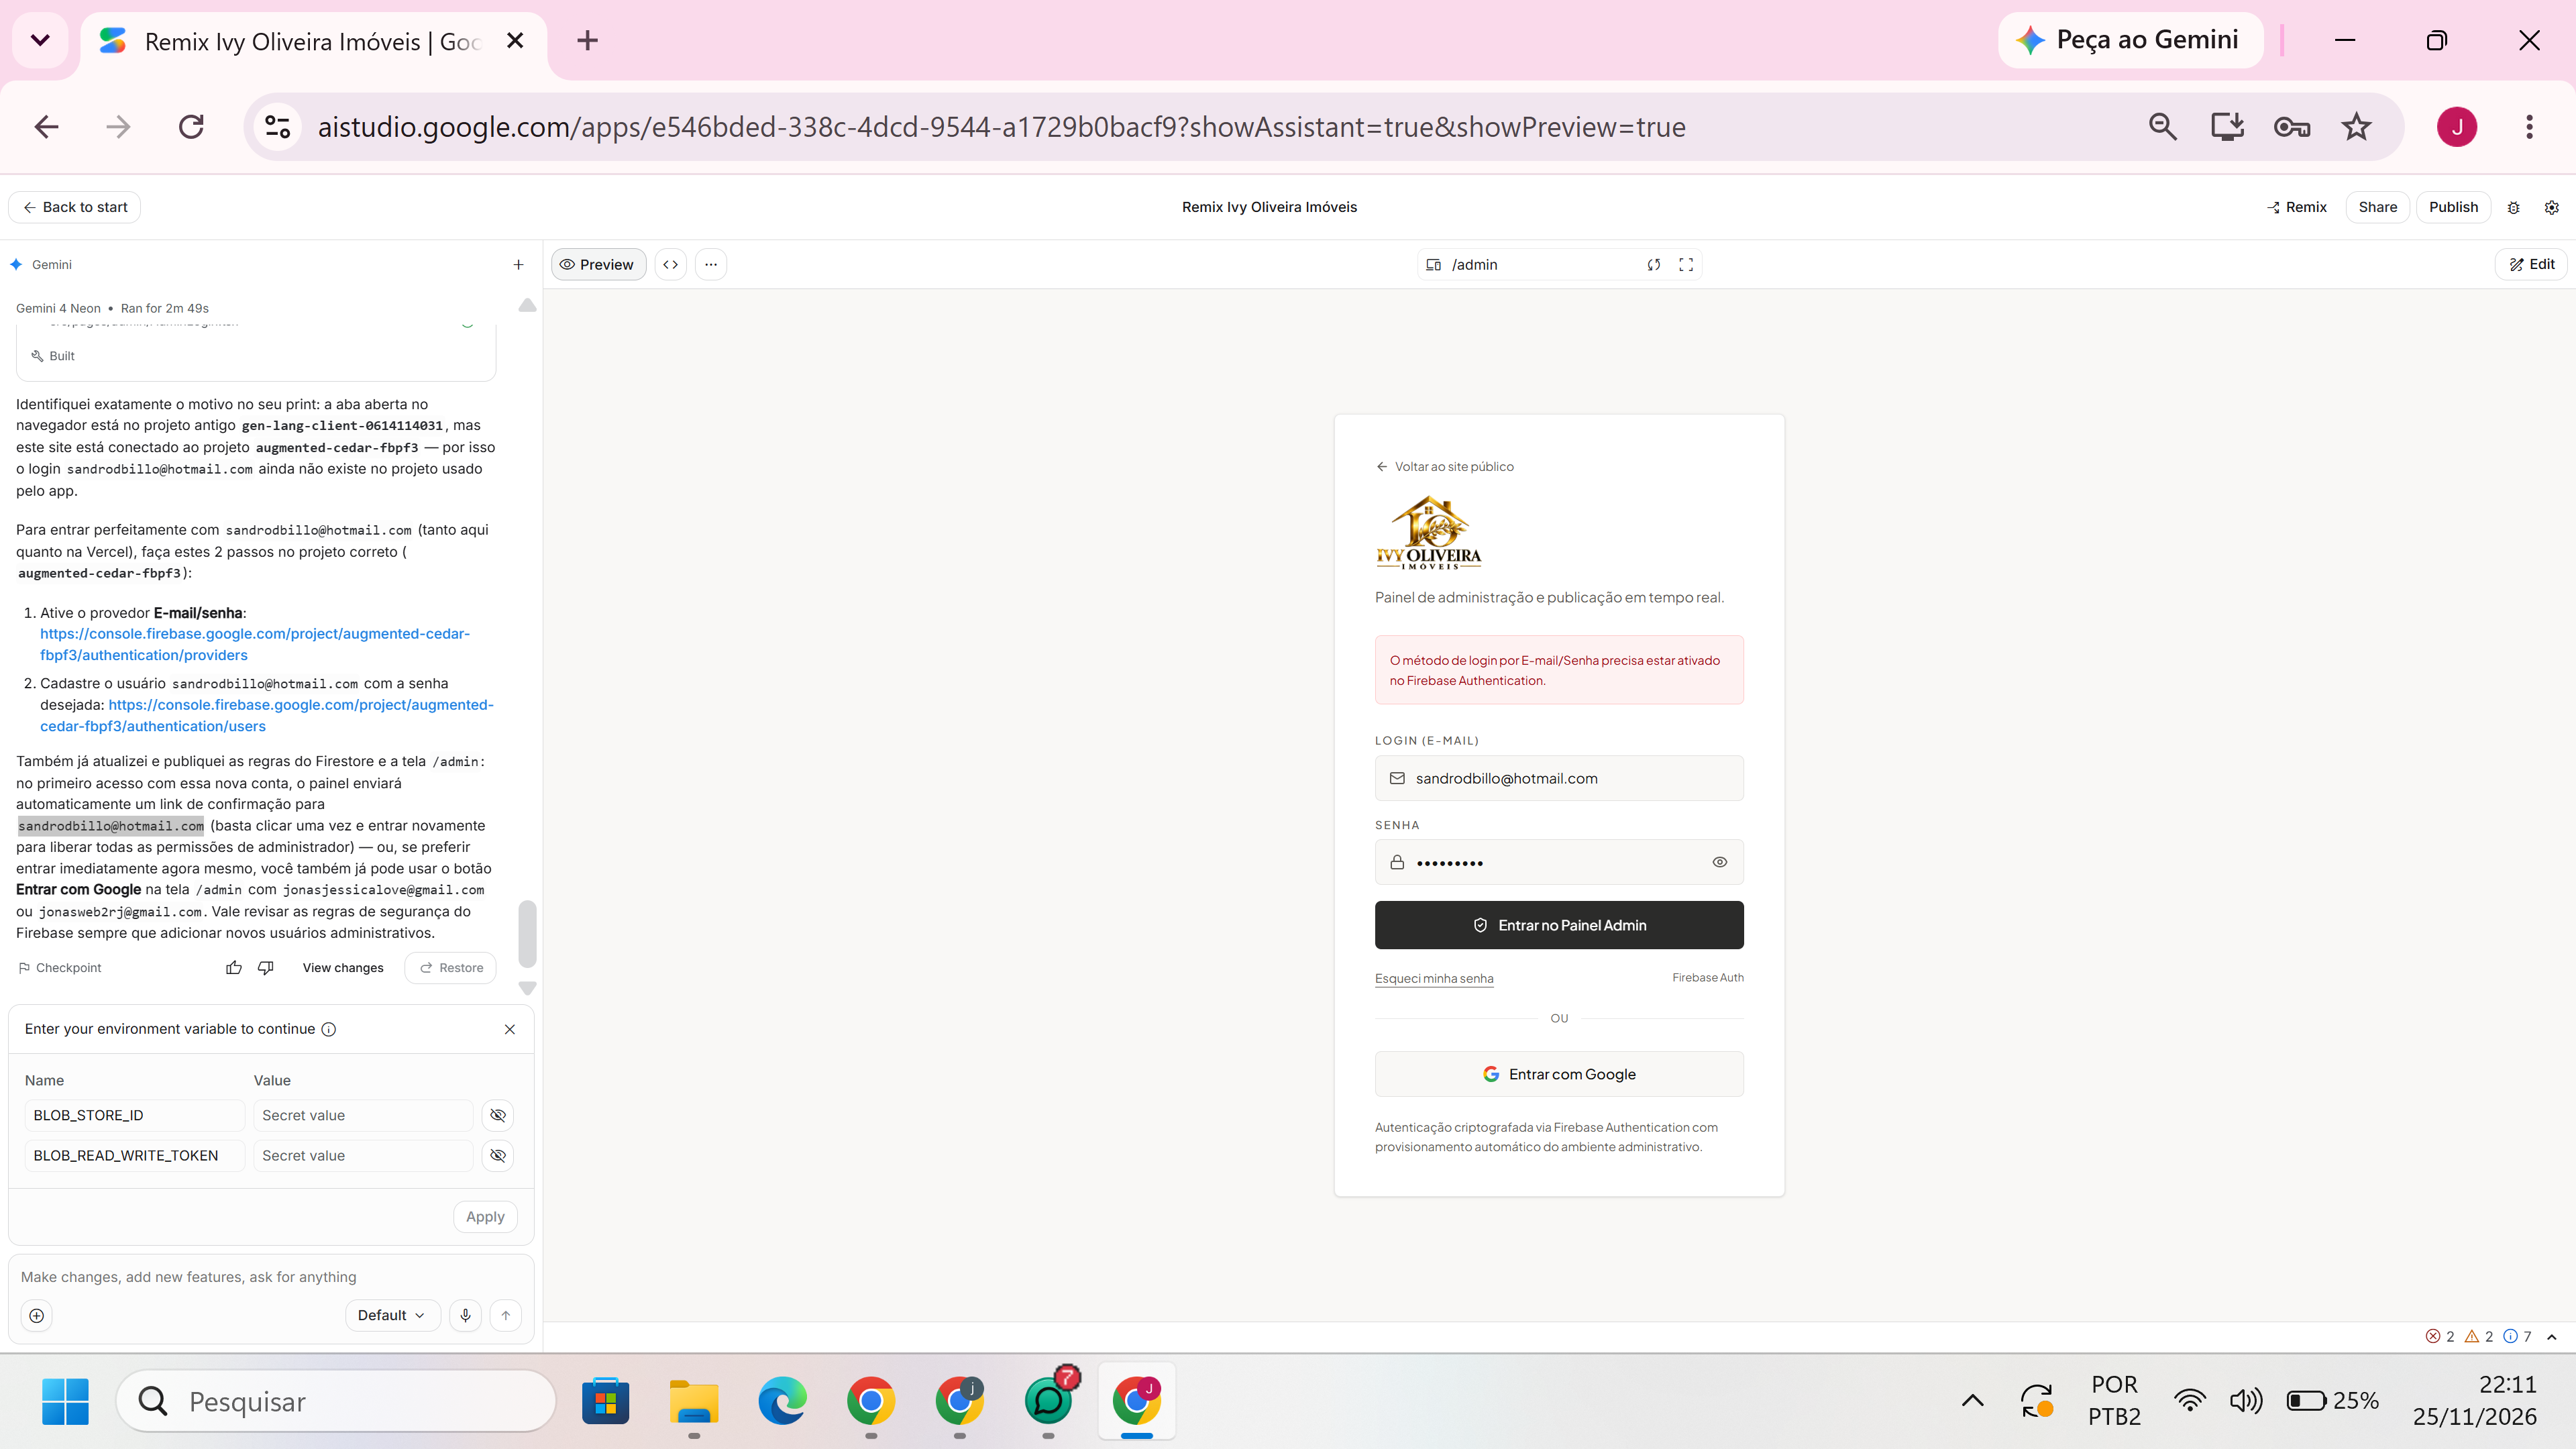 Remix Ivy Oliveira Imóveis | Goo
Peça ao Gemini
aistudio.google.com/apps/e546bded-338c-4dcd-9544-a1729b0bacf9?showAssistant=true&showPreview=true
J
Back to start
Remix Ivy Oliveira Imóveis
Remix
Share
Publish
Gemini
Preview
/admin
Edit
Gemini 4 Neon • Ran for 2m 49s
Built
Identifiquei exatamente o motivo no seu print: a aba aberta no
navegador está no projeto antigo gen-lang-client-0614114031, mas
este site está conectado ao projeto augmented-cedar-fbpf3 — por isso
o login sandrodbillo@hotmail.com ainda não existe no projeto usado
pelo app.
Para entrar perfeitamente com sandrodbillo@hotmail.com (tanto aqui
quanto na Vercel), faça estes 2 passos no projeto correto (
augmented-cedar-fbpf3):
1. Ative o provedor E-mail/senha:
https://console.firebase.google.com/project/augmented-cedar-
fbpf3/authentication/providers
2. Cadastre o usuário sandrodbillo@hotmail.com com a senha
desejada: https://console.firebase.google.com/project/augmented-
cedar-fbpf3/authentication/users
Também já atualizei e publiquei as regras do Firestore e a tela /admin:
no primeiro acesso com essa nova conta, o painel enviará
automaticamente um link de confirmação para
sandrodbillo@hotmail.com (basta clicar uma vez e entrar novamente
para liberar todas as permissões de administrador) — ou, se preferir
entrar imediatamente agora mesmo, você também já pode usar o botão
Entrar com Google na tela /admin com jonasjessicalove@gmail.com
ou jonasweb2rj@gmail.com. Vale revisar as regras de segurança do
Firebase sempre que adicionar novos usuários administrativos.
Checkpoint
View changes
Restore
Enter your environment variable to continue
Name
Value
BLOB_STORE_ID
Secret value
BLOB_READ_WRITE_TOKEN
Secret value
Apply
Make changes, add new features, ask for anything
Default
Voltar ao site público
IVY OLIVEIRA
IMÓVEIS
Painel de administração e publicação em tempo real.
O método de login por E-mail/Senha precisa estar ativado
no Firebase Authentication.
LOGIN (E-MAIL)
sandrodbillo@hotmail.com
SENHA
•••••••••
Entrar no Painel Admin
Esqueci minha senha
Firebase Auth
OU
Entrar com Google
Autenticação criptografada via Firebase Authentication com
provisionamento automático do ambiente administrativo.
2
2
7
Pesquisar
j
7
J
POR
PTB2
25%
22:11
25/11/2026